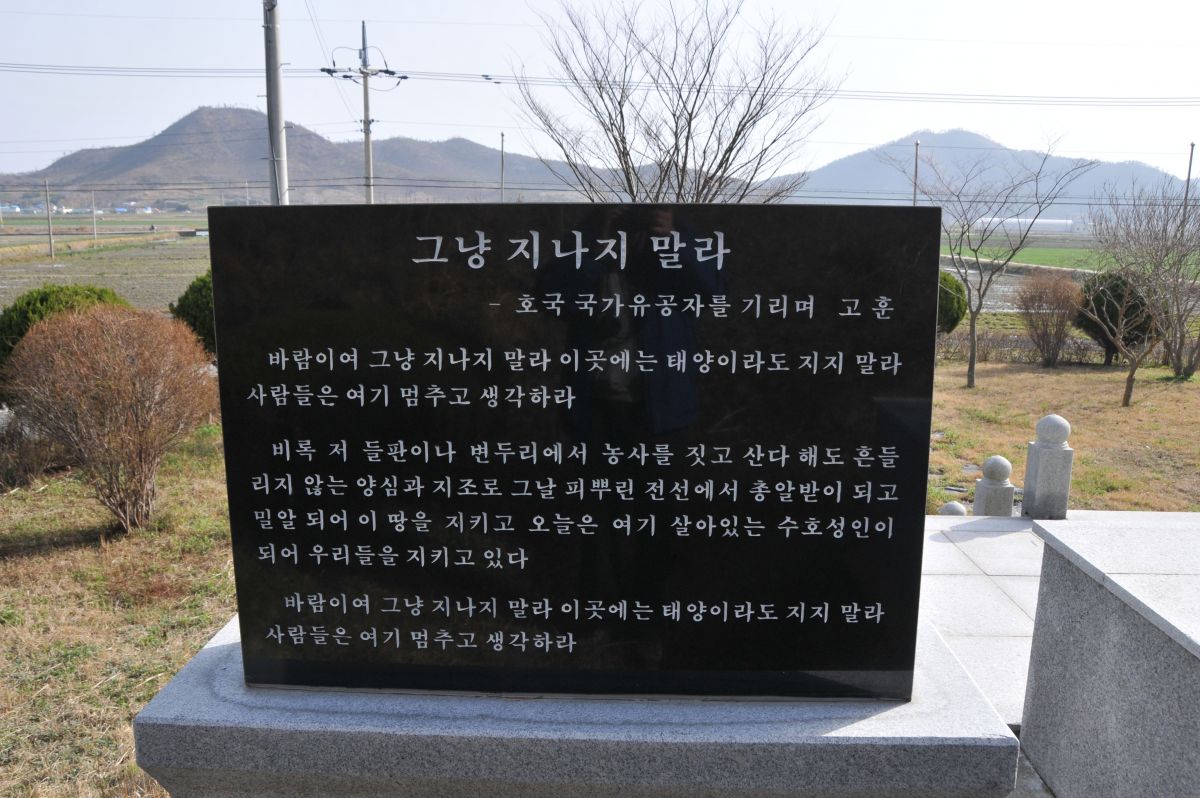 그냥 지나지 말라
- 호국 국가유공자를 기리며 고 훈
바람이여 그냥 지나지 말라 이곳에는 태양이라도 지지 말라
사람들은 여기 멈추고 생각하라
비록 저 들판이나 변두리에서 농사를 짓고 산다 해도 흔들
리지 않는 양심과 지조로 그날 피뿌린 전선에서 총알받이 되고
밀알 되어 이 땅을 지키고 오늘은 여기 살아있는 수호성인이
되어 우리들을 지키고 있다
바람이여 그냥 지나지 말라 이곳에는 태양이라도 지지 말라
사람들은 여기 멈추고 생각하라